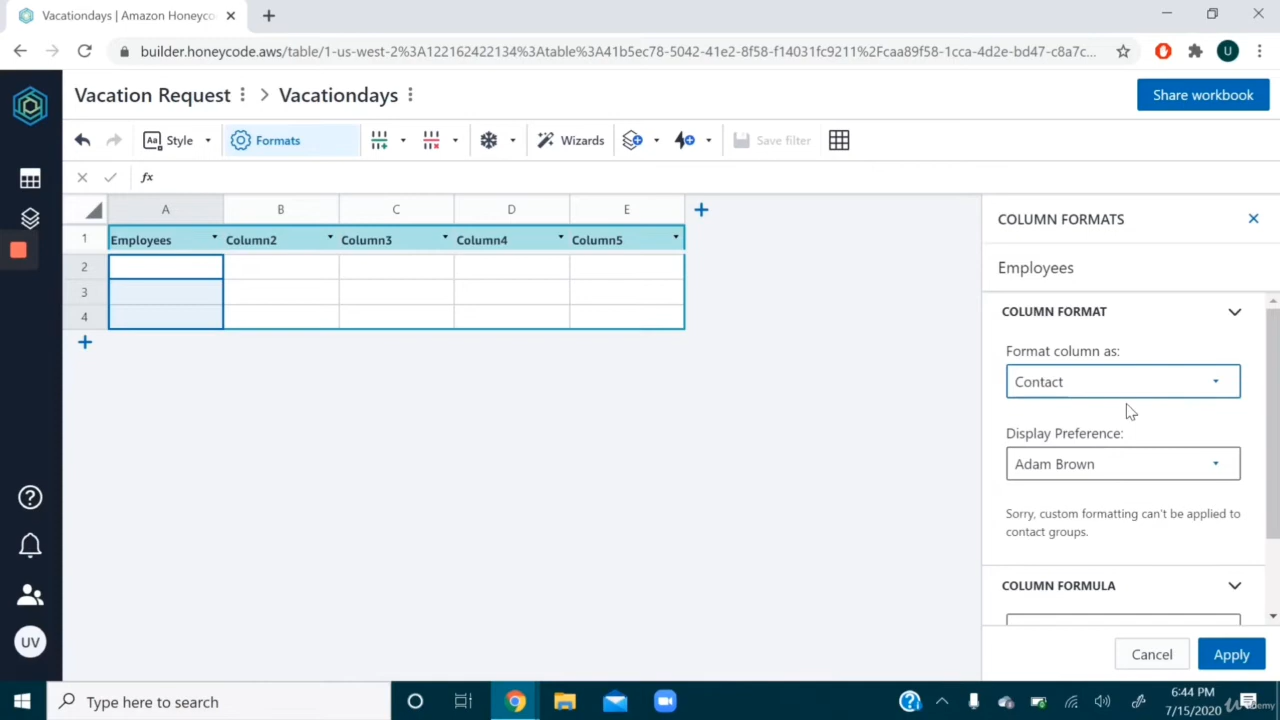 Vacationdays | Amazon Honeyco
builder.honeycode.aws/table/1-us-west-2%3A122162422134%3Atable%3A41b5ec78-5042-41e2-8f58-f14031fc9211%2Fcaa89f58-1cca-4d2e-bd47-c8a7c...
U
Vacation Request > Vacationdays
Share workbook
Aa Style
Formats
Wizards
Save filter
fx
A B C D E
1 Employees Column2 Column3 Column4 Column5
2
3
4
COLUMN FORMATS
Employees
COLUMN FORMAT
Format column as:
Contact
Display Preference:
Adam Brown
Sorry, custom formatting can't be applied to
contact groups.
COLUMN FORMULA
Cancel Apply
UV
Type here to search
6:44 PM
7/15/2020
Udemy